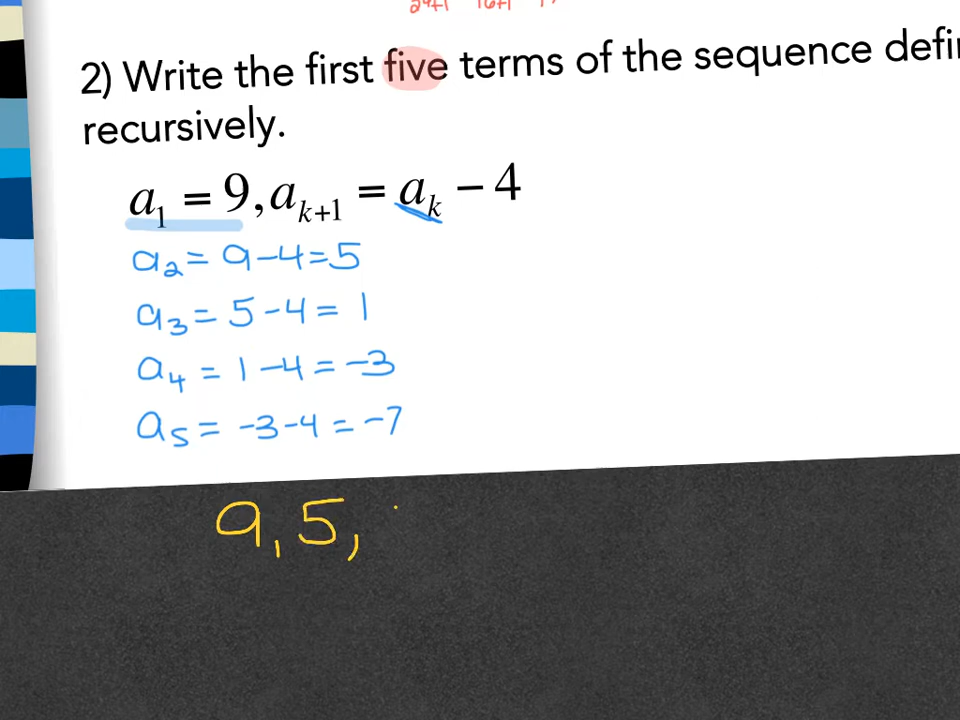 2) Write the first five terms of the sequence
recursively.
a₁ = 9, aₖ₊₁ = aₖ − 4
a₂ = 9 − 4 = 5
a₃ = 5 − 4 = 1
a₄ = 1 − 4 = −3
a₅ = −3 − 4 = −7
9, 5,